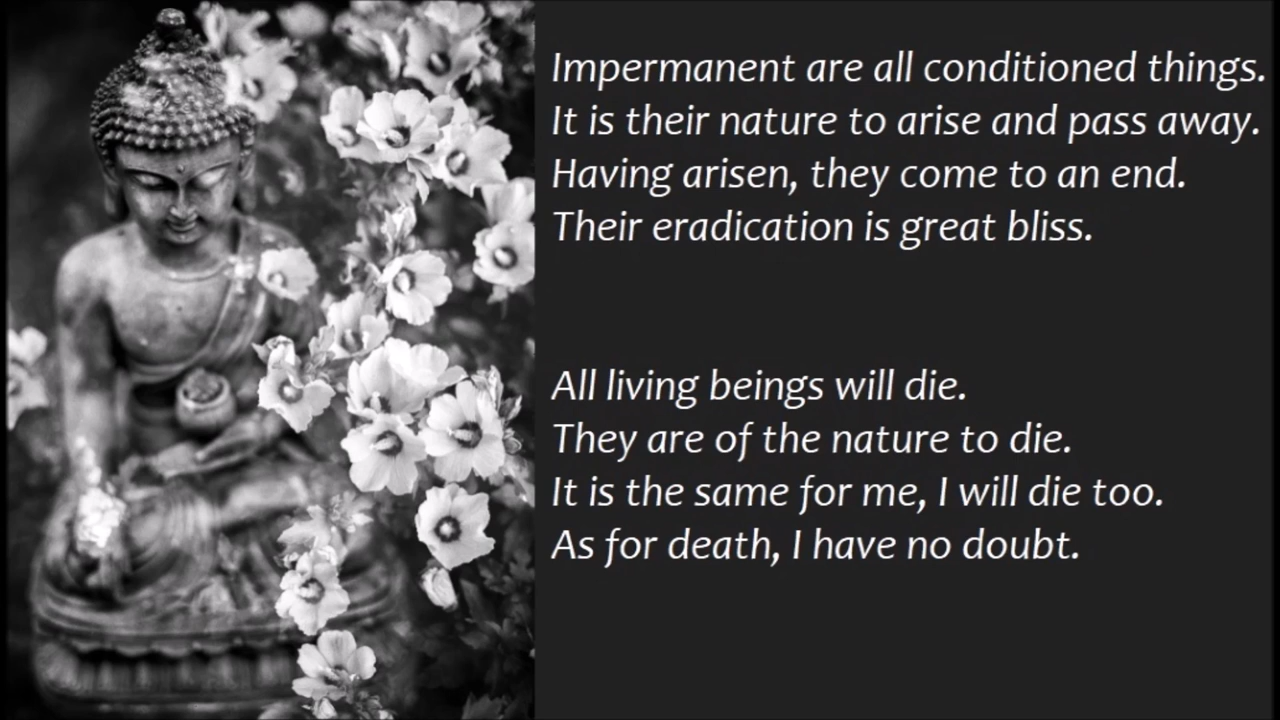 Impermanent are all conditioned things.
It is their nature to arise and pass away.
Having arisen, they come to an end.
Their eradication is great bliss.
All living beings will die.
They are of the nature to die.
It is the same for me, I will die too.
As for death, I have no doubt.